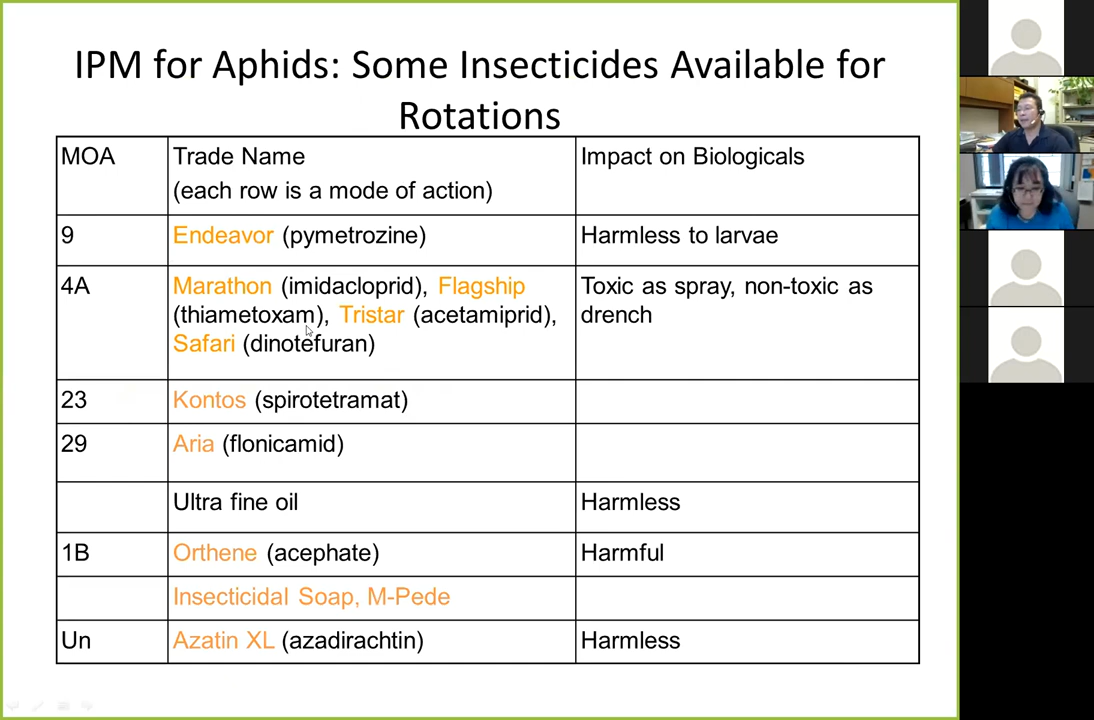 IPM for Aphids: Some Insecticides Available for
Rotations
MOA
Trade Name
(each row is a mode of action)
Impact on Biologicals
9
Endeavor (pymetrozine)
Harmless to larvae
4A
Marathon (imidacloprid), Flagship
(thiametoxam), Tristar (acetamiprid),
Safari (dinotefuran)
Toxic as spray, non-toxic as
drench
23
Kontos (spirotetramat)
29
Aria (flonicamid)
Ultra fine oil
Harmless
1B
Orthene (acephate)
Harmful
Insecticidal Soap, M-Pede
Un
Azatin XL (azadirachtin)
Harmless